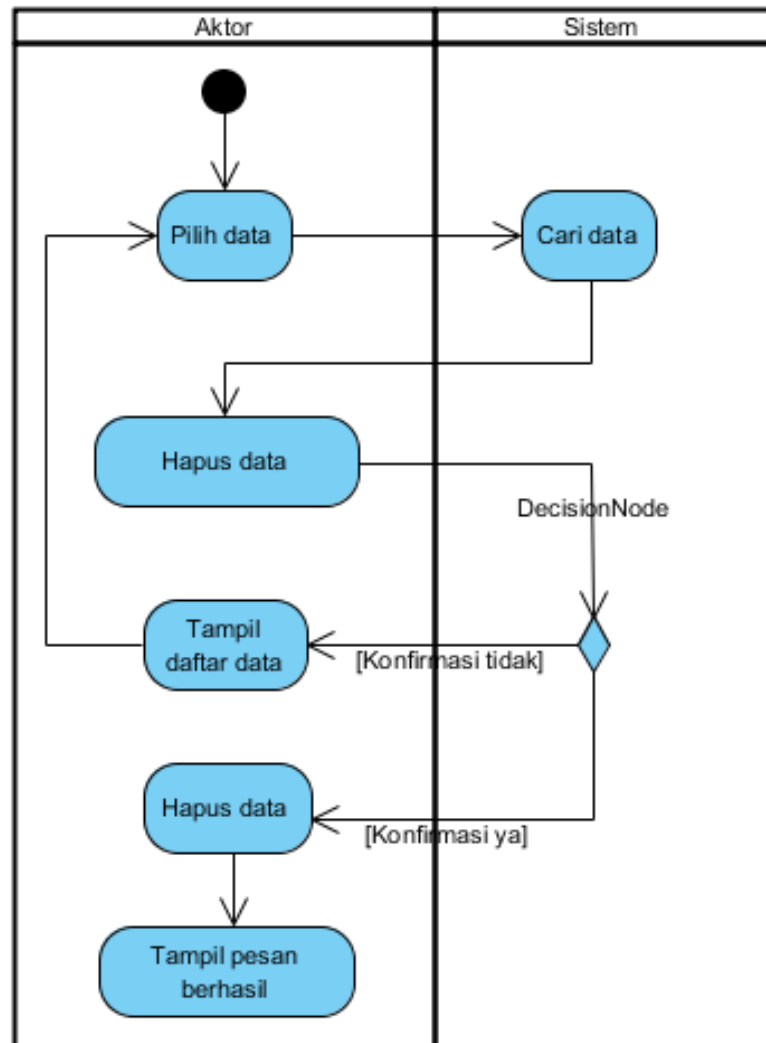 Aktor
Sistem
Pilih data
Cari data
Hapus data
DecisionNode
Tampil
daftar data
[Konfirmasi tidak]
Hapus data
[Konfirmasi ya]
Tampil pesan
berhasil